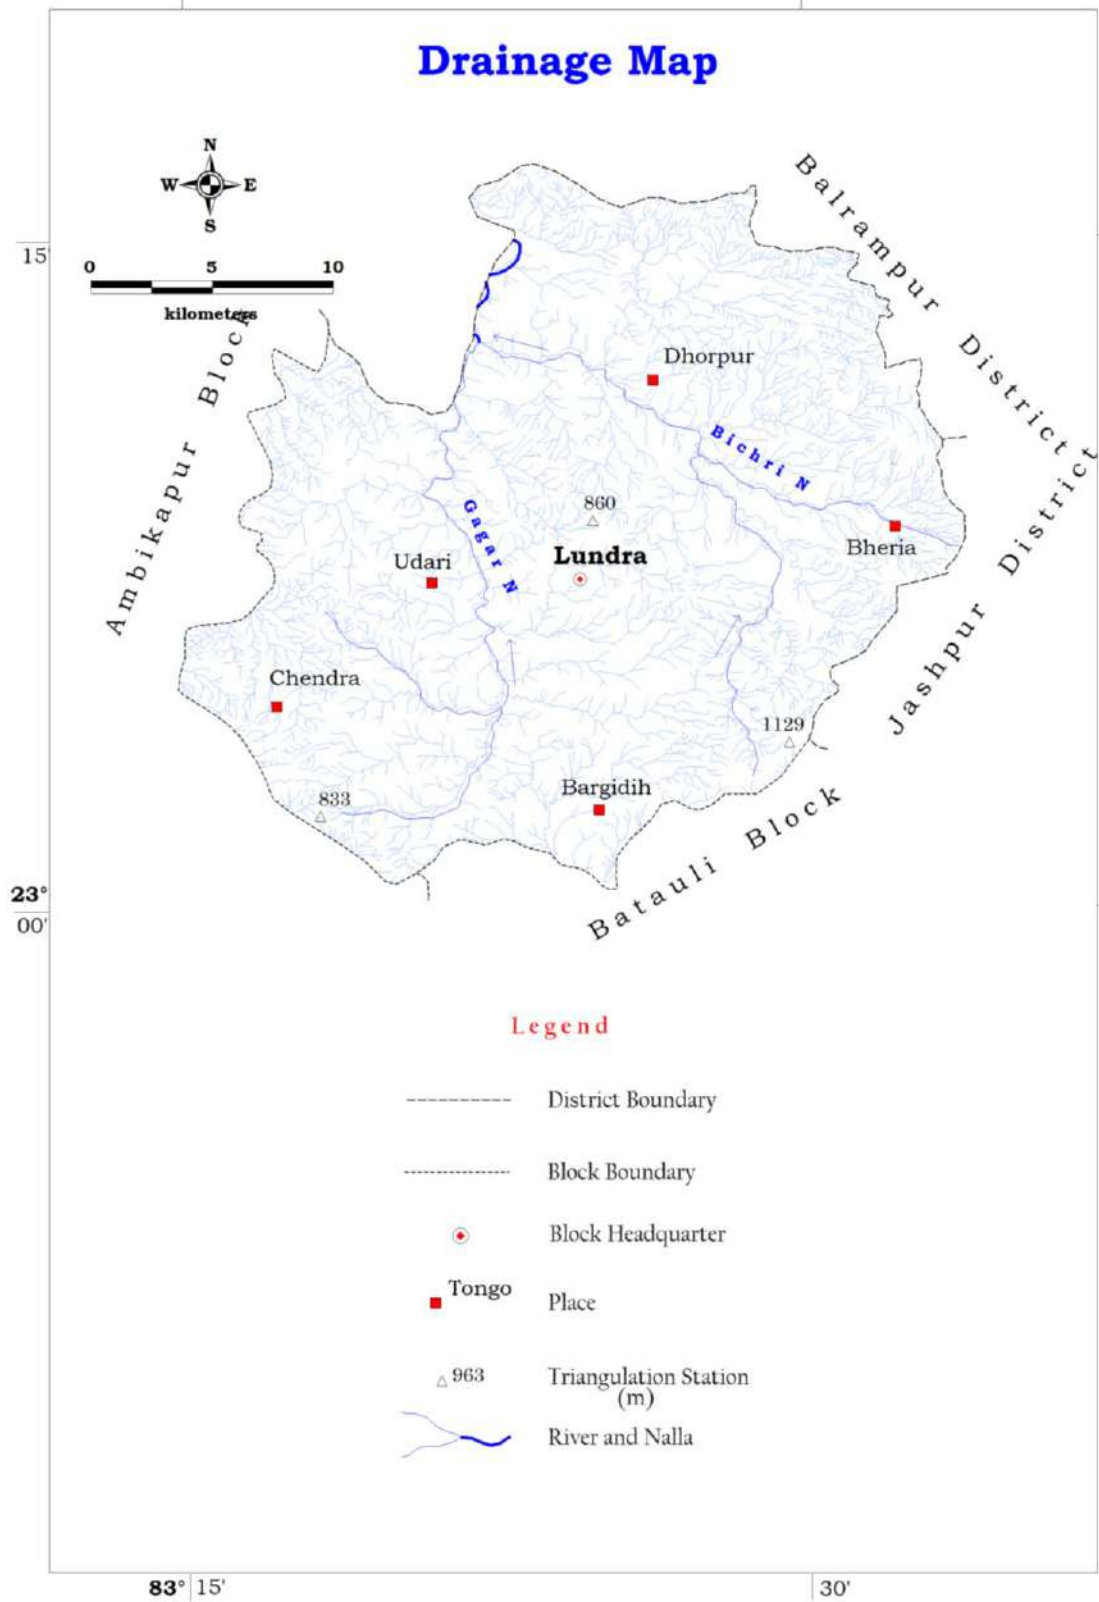 Drainage Map
N
W E
S
15'
0 5 10
kilometers
Ambikapur Block
Balrampur District
Jashpur District
Batauli Block
Dhorpur
Bichri N
860
Gagar N
Lundra
Bheria
Udari
Chendra
1129
Bargidih
833
23°
00'
Legend
District Boundary
Block Boundary
Block Headquarter
Tongo
Place
963
Triangulation Station
(m)
River and Nalla
83° 15' 30'